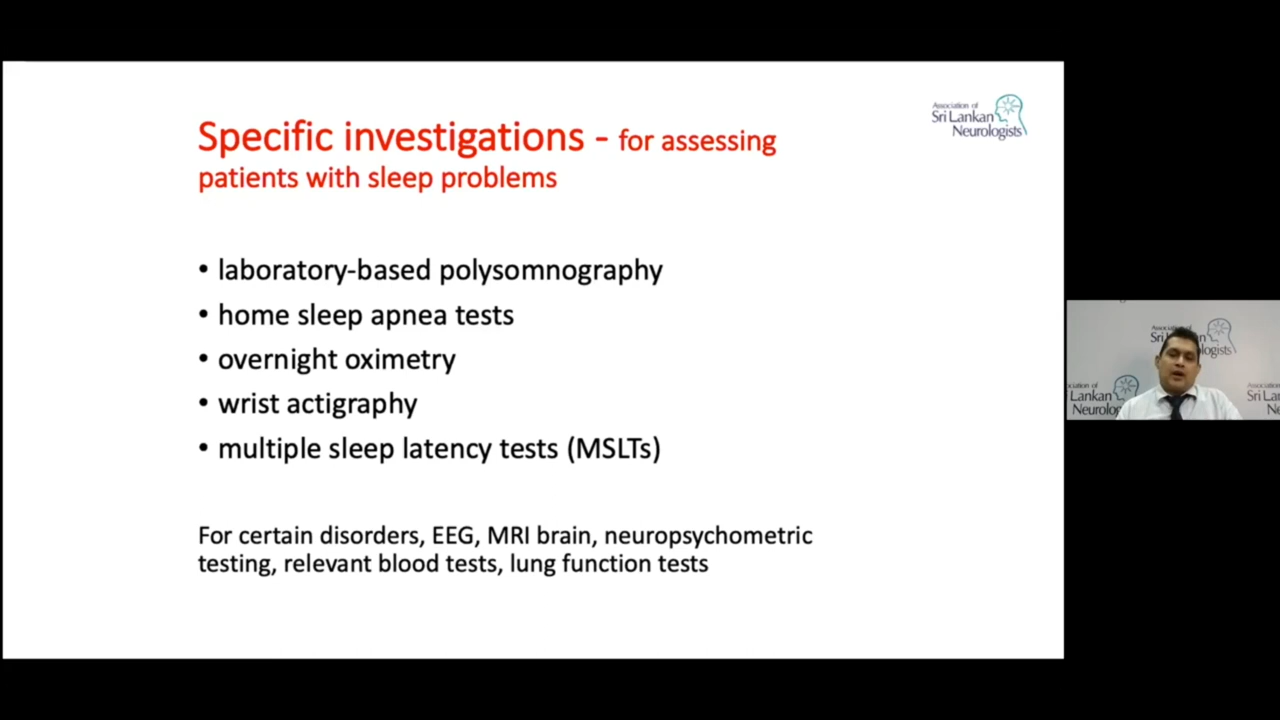 Specific investigations - for assessing
patients with sleep problems
Association of
Sri Lankan
Neurologists
• laboratory-based polysomnography
• home sleep apnea tests
• overnight oximetry
• wrist actigraphy
• multiple sleep latency tests (MSLTs)
For certain disorders, EEG, MRI brain, neuropsychometric
testing, relevant blood tests, lung function tests